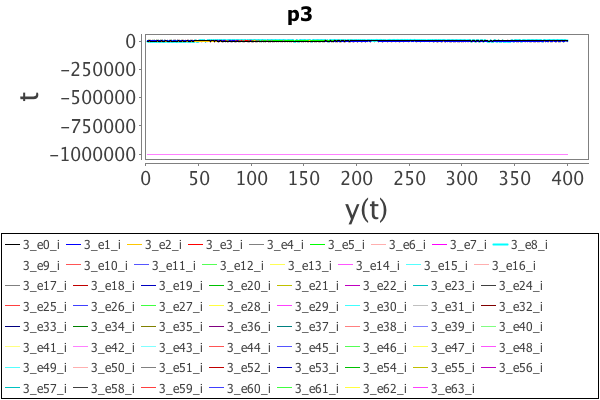 p3
0
−250000
−500000
−750000
−1000000
t
0 50 100 150 200 250 300 350 400
y(t)
3_e0_i 3_e1_i 3_e2_i 3_e3_i 3_e4_i 3_e5_i 3_e6_i 3_e7_i 3_e8_i
3_e9_i 3_e10_i 3_e11_i 3_e12_i 3_e13_i 3_e14_i 3_e15_i 3_e16_i
3_e17_i 3_e18_i 3_e19_i 3_e20_i 3_e21_i 3_e22_i 3_e23_i 3_e24_i
3_e25_i 3_e26_i 3_e27_i 3_e28_i 3_e29_i 3_e30_i 3_e31_i 3_e32_i
3_e33_i 3_e34_i 3_e35_i 3_e36_i 3_e37_i 3_e38_i 3_e39_i 3_e40_i
3_e41_i 3_e42_i 3_e43_i 3_e44_i 3_e45_i 3_e46_i 3_e47_i 3_e48_i
3_e49_i 3_e50_i 3_e51_i 3_e52_i 3_e53_i 3_e54_i 3_e55_i 3_e56_i
3_e57_i 3_e58_i 3_e59_i 3_e60_i 3_e61_i 3_e62_i 3_e63_i